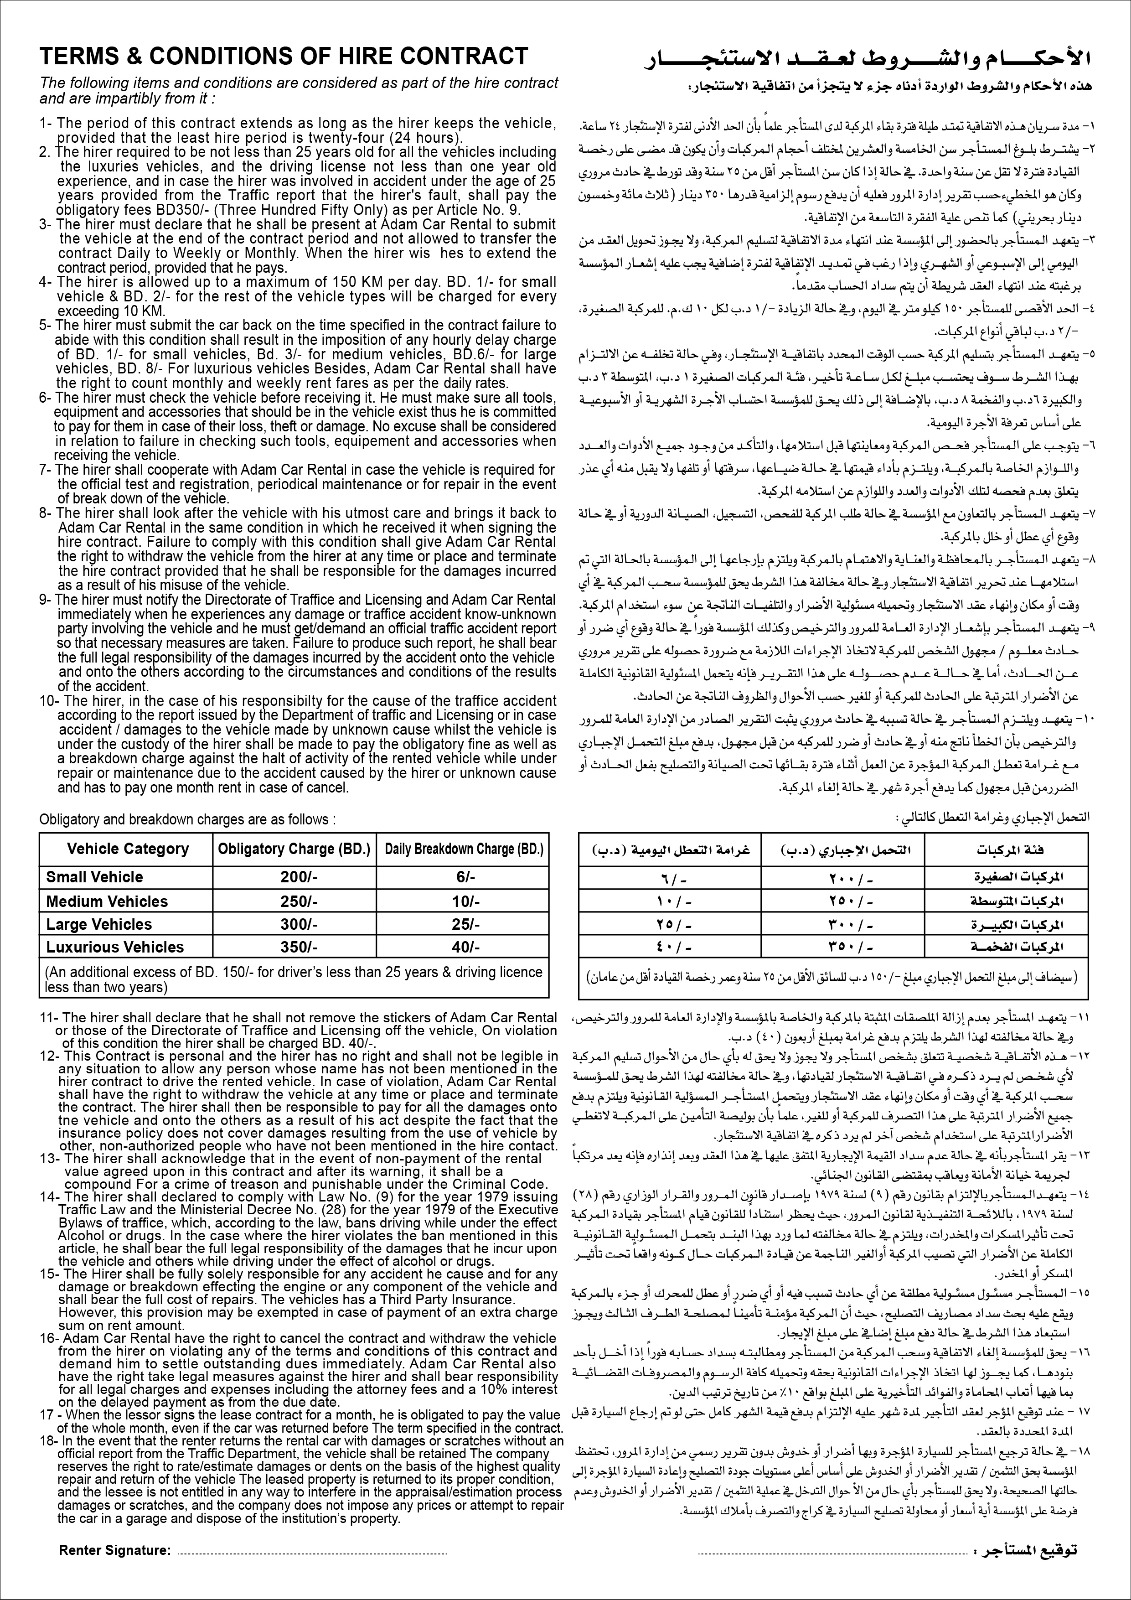 TERMS & CONDITIONS OF HIRE CONTRACT
The following items and conditions are considered as part of the hire contract
and are impartibly from it :
1- The period of this contract extends as long as the hirer keeps the vehicle,
provided that the least hire period is twenty-four (24 hours).
2. The hirer required to be not less than 25 years old for all the vehicles including
the luxuries vehicles, and the driving license not less than one year old
experience, and in case the hirer was involved in accident under the age of 25
years provided from the Traffic report that the hirer's fault, shall pay the
obligatory fees BD350/- (Three Hundred Fifty Only) as per Article No. 9.
3- The hirer must declare that he shall be present at Adam Car Rental to submit
the vehicle at the end of the contract period and not allowed to transfer the
contract Daily to Weekly or Monthly. When the hirer wis hes to extend the
contract period, provided that he pays.
4- The hirer is allowed up to a maximum of 150 KM per day. BD. 1/- for small
vehicle & BD. 2/- for the rest of the vehicle types will be charged for every
exceeding 10 KM.
5- The hirer must submit the car back on the time specified in the contract failure to
abide with this condition shall result in the imposition of any hourly delay charge
of BD. 1/- for small vehicles, Bd. 3/- for medium vehicles, BD.6/- for large
vehicles, BD. 8/- For luxurious vehicles Besides, Adam Car Rental shall have
the right to count monthly and weekly rent fares as per the daily rates.
6- The hirer must check the vehicle before receiving it. He must make sure all tools,
equipment and accessories that should be in the vehicle exist thus he is committed
to pay for them in case of their loss, theft or damage. No excuse shall be considered
in relation to failure in checking such tools, equipement and accessories when
receiving the vehicle.
7- The hirer shall cooperate with Adam Car Rental in case the vehicle is required for
the official test and registration, periodical maintenance or for repair in the event
of break down of the vehicle.
8- The hirer shall look after the vehicle with his utmost care and brings it back to
Adam Car Rental in the same condition in which he received it when signing the
hire contract. Failure to comply with this condition shall give Adam Car Rental
the right to withdraw the vehicle from the hirer at any time or place and terminate
the hire contract provided that he shall be responsible for the damages incurred
as a result of his misuse of the vehicle.
9- The hirer must notify the Directorate of Traffice and Licensing and Adam Car Rental
immediately when he experiences any damage or traffice accident know-unknown
party involving the vehicle and he must get/demand an official traffic accident report
so that necessary measures are taken. Failure to produce such report, he shall bear
the full legal responsibility of the damages incurred by the accident onto the vehicle
and onto the others according to the circumstances and conditions of the results
of the accident.
10- The hirer, in the case of his responsibilty for the cause of the traffice accident
according to the report issued by the Department of traffic and Licensing or in case
accident / damages to the vehicle made by unknown cause whilst the vehicle is
under the custody of the hirer shall be made to pay the obligatory fine as well as
a breakdown charge against the halt of activity of the rented vehicle while under
repair or maintenance due to the accident caused by the hirer or unknown cause
and has to pay one month rent in case of cancel.
Obligatory and breakdown charges are as follows :
Vehicle Category Obligatory Charge (BD.) Daily Breakdown Charge (BD.)
Small Vehicle 200/- 6/-
Medium Vehicles 250/- 10/-
Large Vehicles 300/- 25/-
Luxurious Vehicles 350/- 40/-
(An additional excess of BD. 150/- for driver's less than 25 years & driving licence
less than two years)
11- The hirer shall declare that he shall not remove the stickers of Adam Car Rental
or those of the Directorate of Traffice and Licensing off the vehicle, On violation
of this condition the hirer shall be charged BD. 40/-.
12- This Contract is personal and the hirer has no right and shall not be legible in
any situation to allow any person whose name has not been mentioned in the
hirer contract to drive the rented vehicle. In case of violation, Adam Car Rental
shall have the right to withdraw the vehicle at any time or place and terminate
the contract. The hirer shall then be responsible to pay for all the damages onto
the vehicle and onto the others as a result of his act despite the fact that the
insurance policy does not cover damages resulting from the use of vehicle by
other, non-authorized people who have not been mentioned in the hire contact.
13- The hirer shall acknowledge that in the event of non-payment of the rental
value agreed upon in this contract and after its warning, it shall be a
compound For a crime of treason and punishable under the Criminal Code.
14- The hirer shall declared to comply with Law No. (9) for the year 1979 issuing
Traffic Law and the Ministerial Decree No. (28) for the year 1979 of the Executive
Bylaws of traffice, which, according to the law, bans driving while under the effect
Alcohol or drugs. In the case where the hirer violates the ban mentioned in this
article, he shall bear the full legal responsibility of the damages that he incur upon
the vehicle and others while driving under the effect of alcohol or drugs.
15- The Hirer shall be fully solely responsible for any accident he cause and for any
damage or breakdown effecting the engine or any component of the vehicle and
shall bear the full cost of repairs. The vehicles has a Third Party Insurance.
However, this provision may be exempted in case of payment of an extra charge
sum on rent amount.
16- Adam Car Rental have the right to cancel the contract and withdraw the vehicle
from the hirer on violating any of the terms and conditions of this contract and
demand him to settle outstanding dues immediately. Adam Car Rental also
have the right take legal measures against the hirer and shall bear responsibility
for all legal charges and expenses including the attorney fees and a 10% interest
on the delayed payment as from the due date.
17 - When the lessor signs the lease contract for a month, he is obligated to pay the value
of the whole month, even if the car was returned before The term specified in the contract.
18- In the event that the renter returns the rental car with damages or scratches without an
official report from the Traffic Department, the vehicle shall be retained The company
reserves the right to rate/estimate damages or dents on the basis of the highest quality
repair and return of the vehicle The leased property is returned to its proper condition,
and the lessee is not entitled in any way to interfere in the appraisal/estimation process
damages or scratches, and the company does not impose any prices or attempt to repair
the car in a garage and dispose of the institution's property.
Renter Signature:
الأحكـــام والشـــروط لعـقــد الاستئجـــار
هذه الأحكام والشروط الواردة أدناه جزء لا يتجزأ من اتفاقية الاستئجار:
١- مدة سريان هذه الاتفاقية تمتد طيلة فترة بقاء المركبة لدى المستأجر علماً بأن الحد الأدنى لفترة الإستئجار ٢٤ ساعة.
٢- يشترط بلوغ المستأجر سن الخامسة والعشرين لمختلف أحجام المركبات وأن يكون قد مضى على رخصة
القيادة فترة لا تقل عن سنة واحدة. في حالة إذا كان سن المستأجر أقل من ٢٥ سنة وقد تورط في حادث مروري
وكان هو المخطيء حسب تقرير إدارة المرور فعليه أن يدفع رسوم إلزامية قدرها ٣٥٠ دينار (ثلاث مائة وخمسون
دينار بحريني) كما تنص علية الفقرة التاسعة من الإتفاقية.
٣- يتعهد المستأجر بالحضور إلى المؤسسة عند انتهاء مدة الاتفاقية لتسليم المركبة، ولا يجوز تحويل العقد من
اليومي إلى الإسبوعي أو الشهري وإذا رغب في تمديد الإتفاقية لفترة إضافية يجب عليه إشعار المؤسسة
برغبته عند انتهاء العقد شريطة أن يتم سداد الحساب مقدماً.
٤- الحد الأقصى للمستأجر ١٥٠ كيلو متر في اليوم، وفي حالة الزيادة -/١ د.ب لكل ١٠ ك.م. للمركبة الصغيرة،
-/٢ د.ب لباقي أنواع المركبات.
٥- يتعهد المستأجر بتسليم المركبة حسب الوقت المحدد باتفاقية الإستئجار، وفي حالة تخلفه عن الالتزام
بهذا الشرط سوف يحتسب مبلغ لكل ساعة تأخير، فئة المركبات الصغيرة ١ د.ب، المتوسطة ٣ د.ب
والكبيرة ٦ د.ب والفخمة ٨ د.ب، بالإضافة إلى ذلك يحق للمؤسسة احتساب الأجرة الشهرية أو الأسبوعية
على أساس تعرفة الأجرة اليومية.
٦- يتوجب على المستأجر فحص المركبة ومعاينتها قبل استلامها، والتأكد من وجود جميع الأدوات والعدد
واللوازم الخاصة بالمركبة، ويلتزم بأداء قيمتها في حالة ضياعها، سرقتها أو تلفها ولا يقبل منه أي عذر
يتعلق بعدم فحصه لتلك الأدوات والعدد واللوازم عن استلامه المركبة.
٧- يتعهد المستأجر بالتعاون مع المؤسسة في حالة طلب المركبة للفحص، التسجيل، الصيانة الدورية أو في حالة
وقوع أي عطل أو خلل بالمركبة.
٨- يتعهد المستأجر بالمحافظة والعناية والاهتمام بالمركبة ويلتزم بإرجاعها إلى المؤسسة بالحالة التي تم
استلامها عند تحرير اتفاقية الاستئجار وفي حالة مخالفة هذا الشرط يحق للمؤسسة سحب المركبة في أي
وقت أو مكان وإنهاء عقد الاستئجار وتحميله مسئولية الأضرار والتلفيات الناتجة عن سوء استخدام المركبة.
٩- يتعهد المستأجر بإشعار الإدارة العامة للمرور والترخيص وكذلك المؤسسة فوراً في حالة وقوع أي ضرر أو
حادث معلوم / مجهول الشخص للمركبة لاتخاذ الإجراءات اللازمة مع ضرورة حصوله على تقرير مروري
عن الحادث، أما في حالة عدم حصوله على هذا التقرير فإنه يتحمل المسئولية القانونية الكاملة
عن الأضرار المترتبة على الحادث للمركبة أو للغير حسب الأحوال والظروف الناتجة عن الحادث.
١٠- يتعهد ويلتزم المستأجر في حالة تسببه في حادث مروري يثبت التقرير الصادر من الإدارة العامة للمرور
والترخيص بأن الخطأ ناتج منه أو في حادث أو ضرر للمركبه من قبل مجهول، بدفع مبلغ التحمل الإجباري
مع غرامة تعطل المركبة المؤجرة عن العمل أثناء فترة بقائها تحت الصيانة والتصليح بفعل الحادث أو
الضرر من قبل مجهول كما يدفع أجرة شهر في حالة إلغاء المركبة.
التحمل الإجباري وغرامة التعطل كالتالي :
فئة المركبات التحمل الإجباري (د.ب) غرامة التعطل اليومية (د.ب)
المركبات الصغيرة -/٢٠٠ -/٦
المركبات المتوسطة -/٢٥٠ -/١٠
المركبات الكبيرة -/٣٠٠ -/٢٥
المركبات الفخمة -/٣٥٠ -/٤٠
(سيضاف إلى مبلغ التحمل الإجباري مبلغ -/١٥٠ د.ب للسائق الأقل من ٢٥ سنة وعمر رخصة القيادة أقل من عامان)
١١- يتعهد المستأجر بعدم إزالة الملصقات المثبتة بالمركبة والخاصة بالمؤسسة والإدارة العامة للمرور والترخيص،
وفي حالة مخالفته لهذا الشرط يلتزم بدفع غرامة بمبلغ أربعون (٤٠) د.ب.
١٢- هذه الأتفاقية شخصية تتعلق بشخص المستأجر ولا يجوز ولا يحق له بأي حال من الأحوال تسليم المركبة
لأي شخص لم يرد ذكره في اتفاقية الاستئجار لقيادتها، وفي حالة مخالفته لهذا الشرط يحق للمؤسسة
سحب المركبة في أي وقت أو مكان وإنهاء عقد الاستئجار ويتحمل المستأجر المسؤلية القانونية ويلتزم بدفع
جميع الأضرار المترتبة على هذا التصرف للمركبة أو للغير، علماً بأن بوليصة التأمين على المركبة لاتغطي
الأضرار المترتبة على استخدام شخص آخر لم يرد ذكره في اتفاقية الاستئجار.
١٣- يقر المستأجر بأنه في حالة عدم سداد القيمة الإيجارية المتفق عليها في هذا العقد وبعد إنذاره فإنه يعد مرتكباً
لجريمة خيانة الأمانة ويعاقب بمقتضى القانون الجنائي.
١٤- يتعهد المستأجر بالإلتزام بقانون رقم (٩) لسنة ١٩٧٩ بإصدار قانون المرور والقرار الوزاري رقم (٢٨)
لسنة ١٩٧٩، باللائحة التنفيذية لقانون المرور، حيث يحظر استنادا للقانون قيام المستأجر بقيادة المركبة
تحت تأثير المسكرات والمخدرات، ويلتزم في حالة مخالفته لما ورد بهذا البند بتحمل المسئولية القانونية
الكاملة عن الأضرار التي تصيب المركبة أوالغير الناجمة عن قيادة المركبات حال كونه واقعاً تحت تأثير
المسكر أو المخدر.
١٥- المستأجر مسئول مسئولية مطلقة عن أي حادث تسبب فيه أو أي ضرر أو عطل للمحرك أو جزء بالمركبة
ويقع عليه بحث سداد مصاريف التصليح، حيث أن المركبة مؤمنة تأمينا لمصلحة الطرف الثالث ويجوز
استبعاد هذا الشرط في حالة دفع مبلغ إضافي على مبلغ الإيجار.
١٦- يحق للمؤسسة إلغاء الاتفاقية وسحب المركبة من المستأجر ومطالبته بسداد حسابه فوراً إذا أخل بأحد
بنودها، كما يجوز لها اتخاذ الإجراءات القانونية بحقه وتحميله كافة الرسوم والمصروفات القضائية
بما فيها أتعاب المحاماة والفوائد التأخيرية على المبلغ بواقع ١٠٪ من تاريخ ترتيب الدين.
١٧ - عند توقيع المؤجر لعقد التأجير لمدة شهر عليه الإلتزام بدفع قيمة الشهر كامل حتى لو تم إرجاع السيارة قبل
المدة المحددة بالعقد.
١٨- في حالة ترجيع المستأجر للسيارة المؤجرة وبها أضرار أو خدوش بدون تقرير رسمي من إدارة المرور، تحتفظ
المؤسسة بحق التثمين / تقدير الأضرار أو الخدوش على أساس أعلى مستويات جودة التصليح وإعادة السيارة المؤجرة إلى
حالتها الصحيحة، ولا يحق للمستأجر بأي حال من الأحوال التدخل في عملية التثمين / تقدير الأضرار أو الخدوش وعدم
فرضة على المؤسسة أية أسعار أو محاولة تصليح السيارة في كراج والتصرف بأملاك المؤسسة.
توقيع المستأجر :